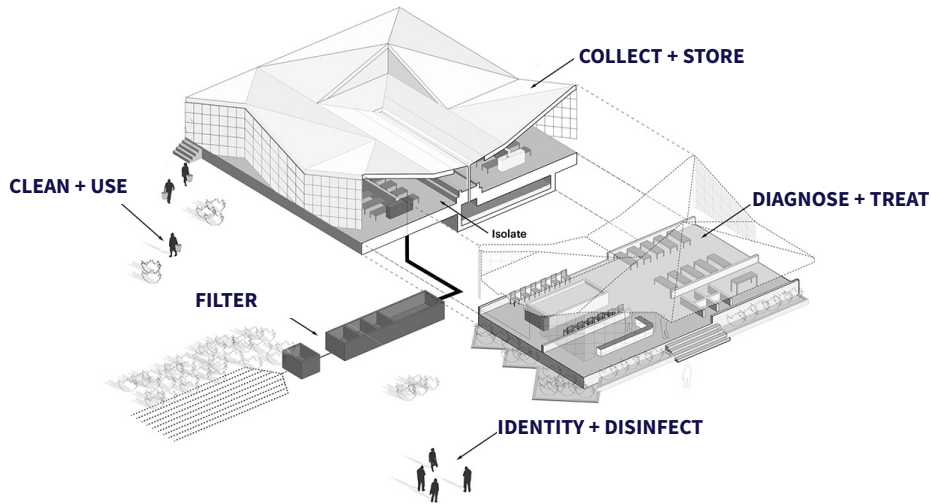 COLLECT + STORE
CLEAN + USE
DIAGNOSE + TREAT
Isolate
FILTER
IDENTITY + DISINFECT